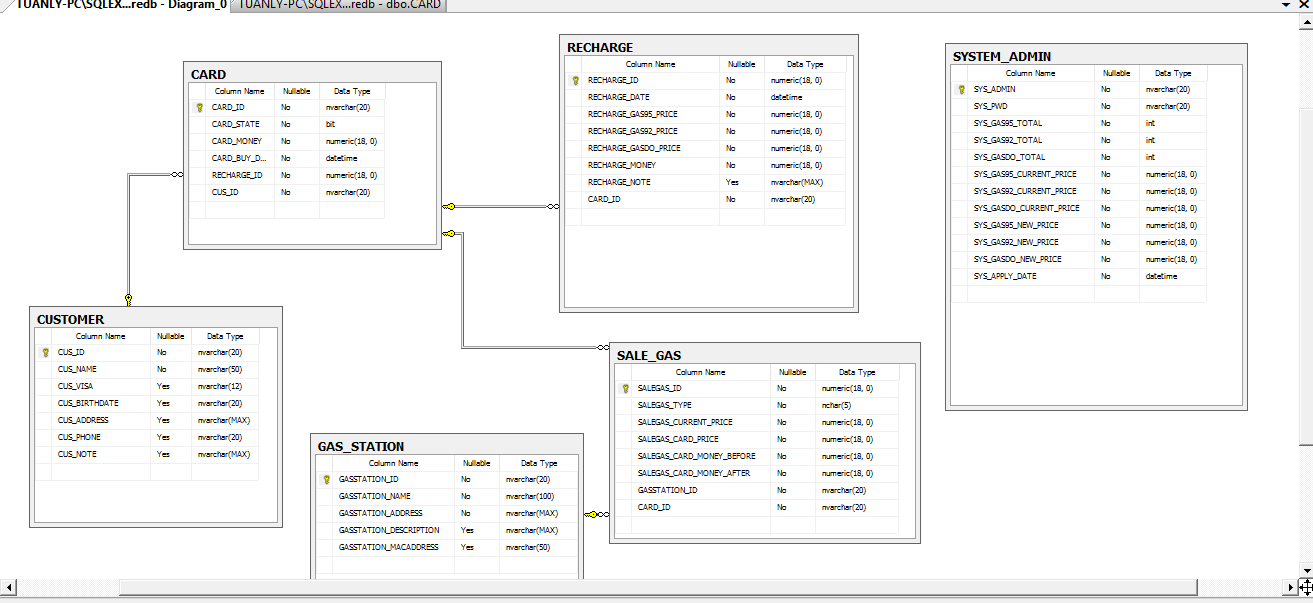 TUANLY-PC\SQLEX...redb - Diagram_0
TUANLY-PC\SQLEX...redb - dbo.CARD
CARD
Column Name Nullable Data Type
CARD_ID No nvarchar(20)
CARD_STATE No bit
CARD_MONEY No numeric(18, 0)
CARD_BUY_D... No datetime
RECHARGE_ID No numeric(18, 0)
CUS_ID No nvarchar(20)
RECHARGE
Column Name Nullable Data Type
RECHARGE_ID No numeric(18, 0)
RECHARGE_DATE No datetime
RECHARGE_GAS95_PRICE No numeric(18, 0)
RECHARGE_GAS92_PRICE No numeric(18, 0)
RECHARGE_GASDO_PRICE No numeric(18, 0)
RECHARGE_MONEY No numeric(18, 0)
RECHARGE_NOTE Yes nvarchar(MAX)
CARD_ID No nvarchar(20)
SYSTEM_ADMIN
Column Name Nullable Data Type
SYS_ADMIN No nvarchar(20)
SYS_PWD No nvarchar(20)
SYS_GAS95_TOTAL No int
SYS_GAS92_TOTAL No int
SYS_GASDO_TOTAL No int
SYS_GAS95_CURRENT_PRICE No numeric(18, 0)
SYS_GAS92_CURRENT_PRICE No numeric(18, 0)
SYS_GASDO_CURRENT_PRICE No numeric(18, 0)
SYS_GAS95_NEW_PRICE No numeric(18, 0)
SYS_GAS92_NEW_PRICE No numeric(18, 0)
SYS_GASDO_NEW_PRICE No numeric(18, 0)
SYS_APPLY_DATE No datetime
CUSTOMER
Column Name Nullable Data Type
CUS_ID No nvarchar(20)
CUS_NAME No nvarchar(50)
CUS_VISA Yes nvarchar(12)
CUS_BIRTHDATE Yes nvarchar(20)
CUS_ADDRESS Yes nvarchar(MAX)
CUS_PHONE Yes nvarchar(20)
CUS_NOTE Yes nvarchar(MAX)
SALE_GAS
Column Name Nullable Data Type
SALEGAS_ID No numeric(18, 0)
SALEGAS_TYPE No nchar(5)
SALEGAS_CURRENT_PRICE No numeric(18, 0)
SALEGAS_CARD_PRICE No numeric(18, 0)
SALEGAS_CARD_MONEY_BEFORE No numeric(18, 0)
SALEGAS_CARD_MONEY_AFTER No numeric(18, 0)
GASSTATION_ID No nvarchar(20)
CARD_ID No nvarchar(20)
GAS_STATION
Column Name Nullable Data Type
GASSTATION_ID No nvarchar(20)
GASSTATION_NAME No nvarchar(100)
GASSTATION_ADDRESS No nvarchar(MAX)
GASSTATION_DESCRIPTION Yes nvarchar(MAX)
GASSTATION_MACADDRESS Yes nvarchar(50)